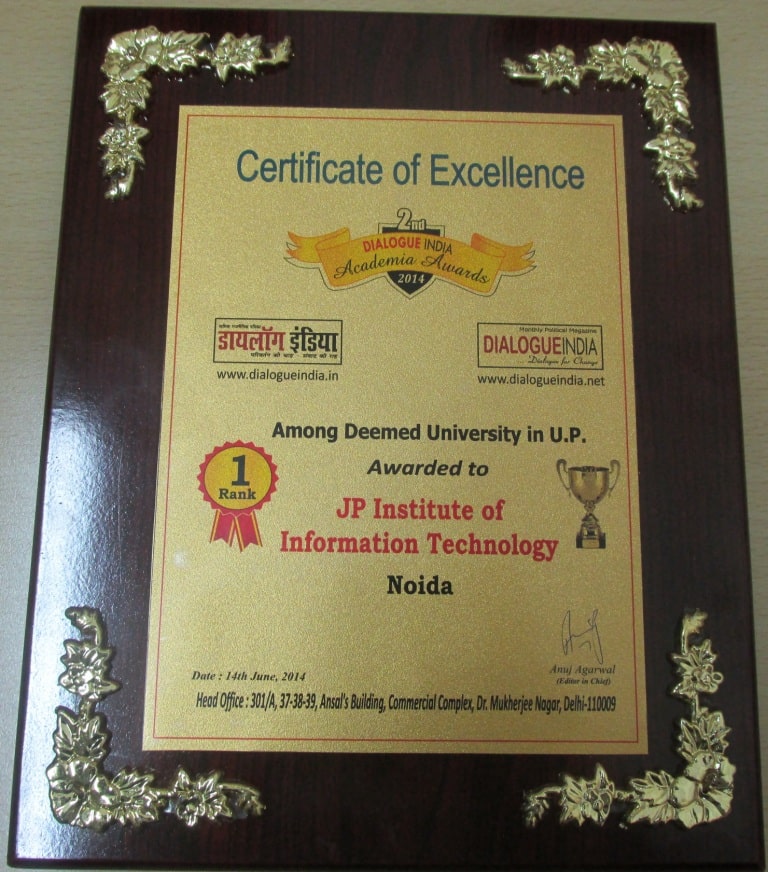 Certificate of Excellence
2nd
DIALOGUE INDIA
Academia Awards
2014
डायलॉग इंडिया
www.dialogueindia.in
Monthly Political Magazine
DIALOGUEINDIA
Dialogue for Change
www.dialogueindia.net
Among Deemed University in U.P.
Awarded to
1
Rank
JP Institute of
Information Technology
Noida
Anuj Agarwal
(Editor in Chief)
Date : 14th June, 2014
Head Office : 301/A, 37-38-39, Ansal's Building, Commercial Complex, Dr. Mukherjee Nagar, Delhi-110009